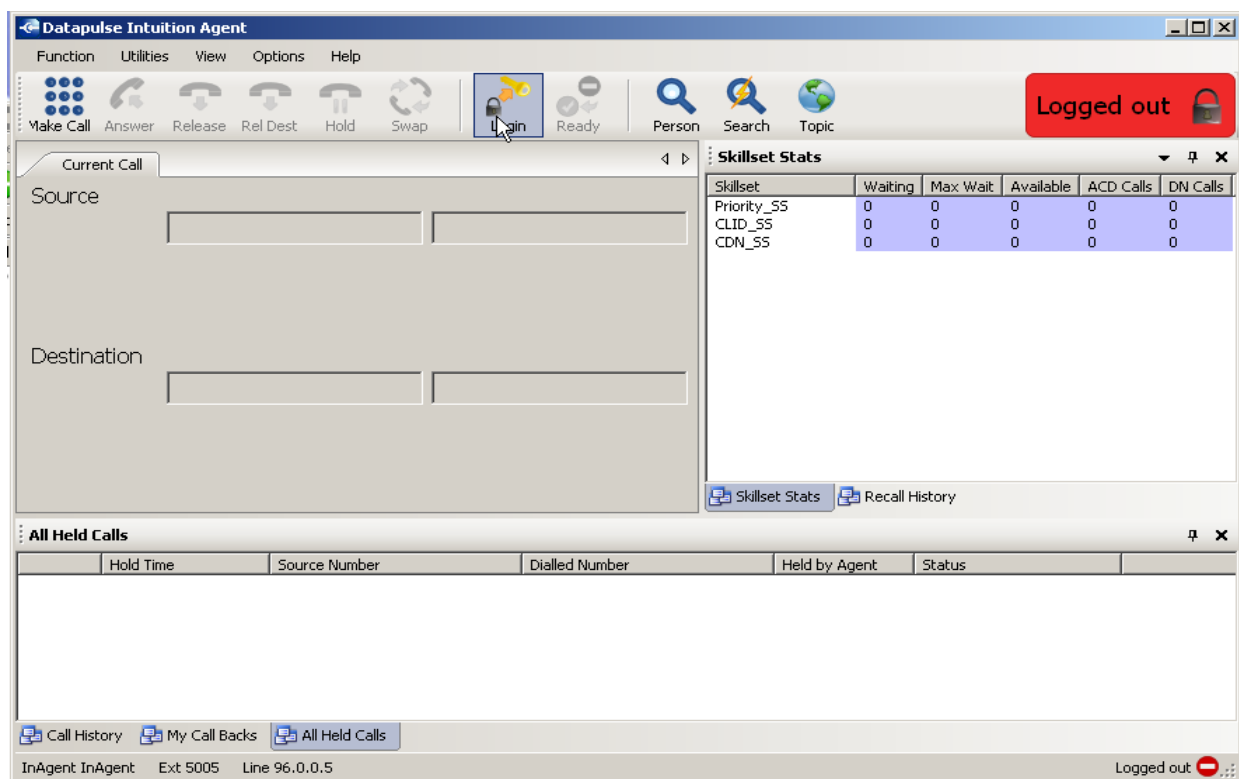 Datapulse Intuition Agent
Function Utilities View Options Help
Make Call Answer Release Rel Dest Hold Swap Login Ready Person Search Topic
Logged out
Current Call
Source
Destination
Skillset Stats
Skillset Waiting Max Wait Available ACD Calls DN Calls
Priority_SS 0 0 0 0 0
CLID_SS 0 0 0 0 0
CDN_SS 0 0 0 0 0
Skillset Stats Recall History
All Held Calls
Hold Time Source Number Dialled Number Held by Agent Status
Call History My Call Backs All Held Calls
InAgent InAgent Ext 5005 Line 96.0.0.5 Logged out